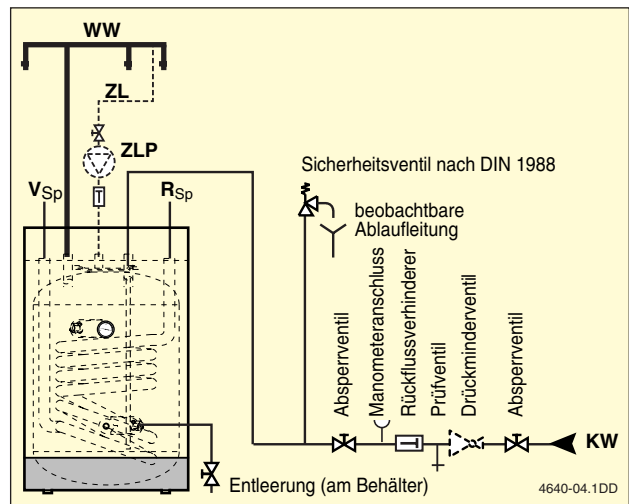 WW
ZL
ZLP
Sicherheitsventil nach DIN 1988
VSp
RSp
beobachtbare
Ablaufleitung
Absperrventil
Manometeranschluss
Rückflussverhinderer
Prüfventil
Drückminderventil
Absperrventil
KW
Entleerung (am Behälter)
4640-04.1DD